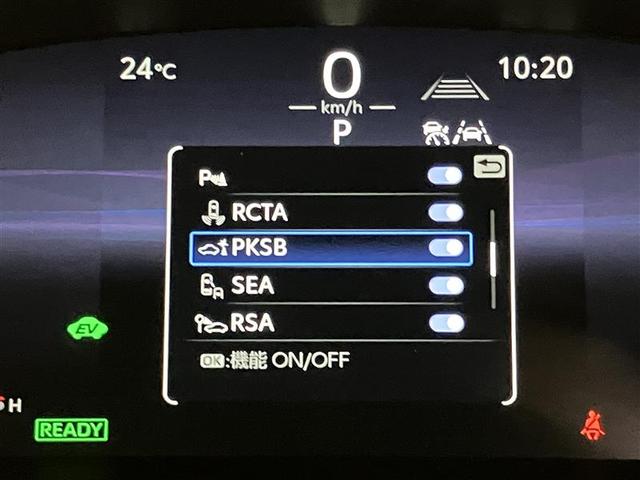 24°C 0 10:20
km/h
P
P
RCTA
PKSB
SEA
RSA
OK:機能 ON/OFF
EV
H
READY